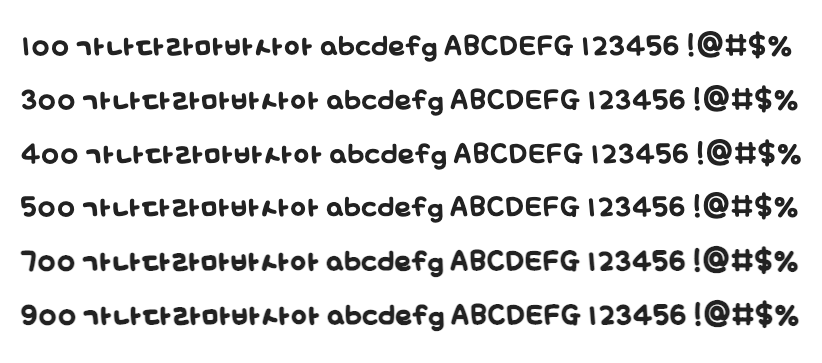 100 가나다라마바사아 abcdefg ABCDEFG 123456 !@#$%
300 가나다라마바사아 abcdefg ABCDEFG 123456 !@#$%
400 가나다라마바사아 abcdefg ABCDEFG 123456 !@#$%
500 가나다라마바사아 abcdefg ABCDEFG 123456 !@#$%
700 가나다라마바사아 abcdefg ABCDEFG 123456 !@#$%
900 가나다라마바사아 abcdefg ABCDEFG 123456 !@#$%